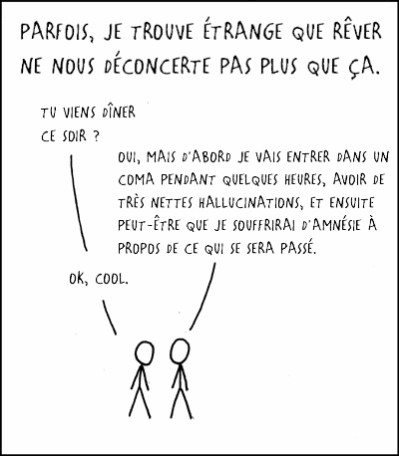 PARFOIS, JE TROUVE ÉTRANGE QUE RÊVER
NE NOUS DÉCONCERTE PAS PLUS QUE ÇA.
TU VIENS DÎNER
CE SOIR ?
OUI, MAIS D'ABORD JE VAIS ENTRER DANS UN
COMA PENDANT QUELQUES HEURES, AVOIR DE
TRÈS NETTES HALLUCINATIONS, ET ENSUITE
PEUT-ÊTRE QUE JE SOUFFRIRAI D'AMNÉSIE À
PROPOS DE CE QUI SE SERA PASSÉ.
OK, COOL.